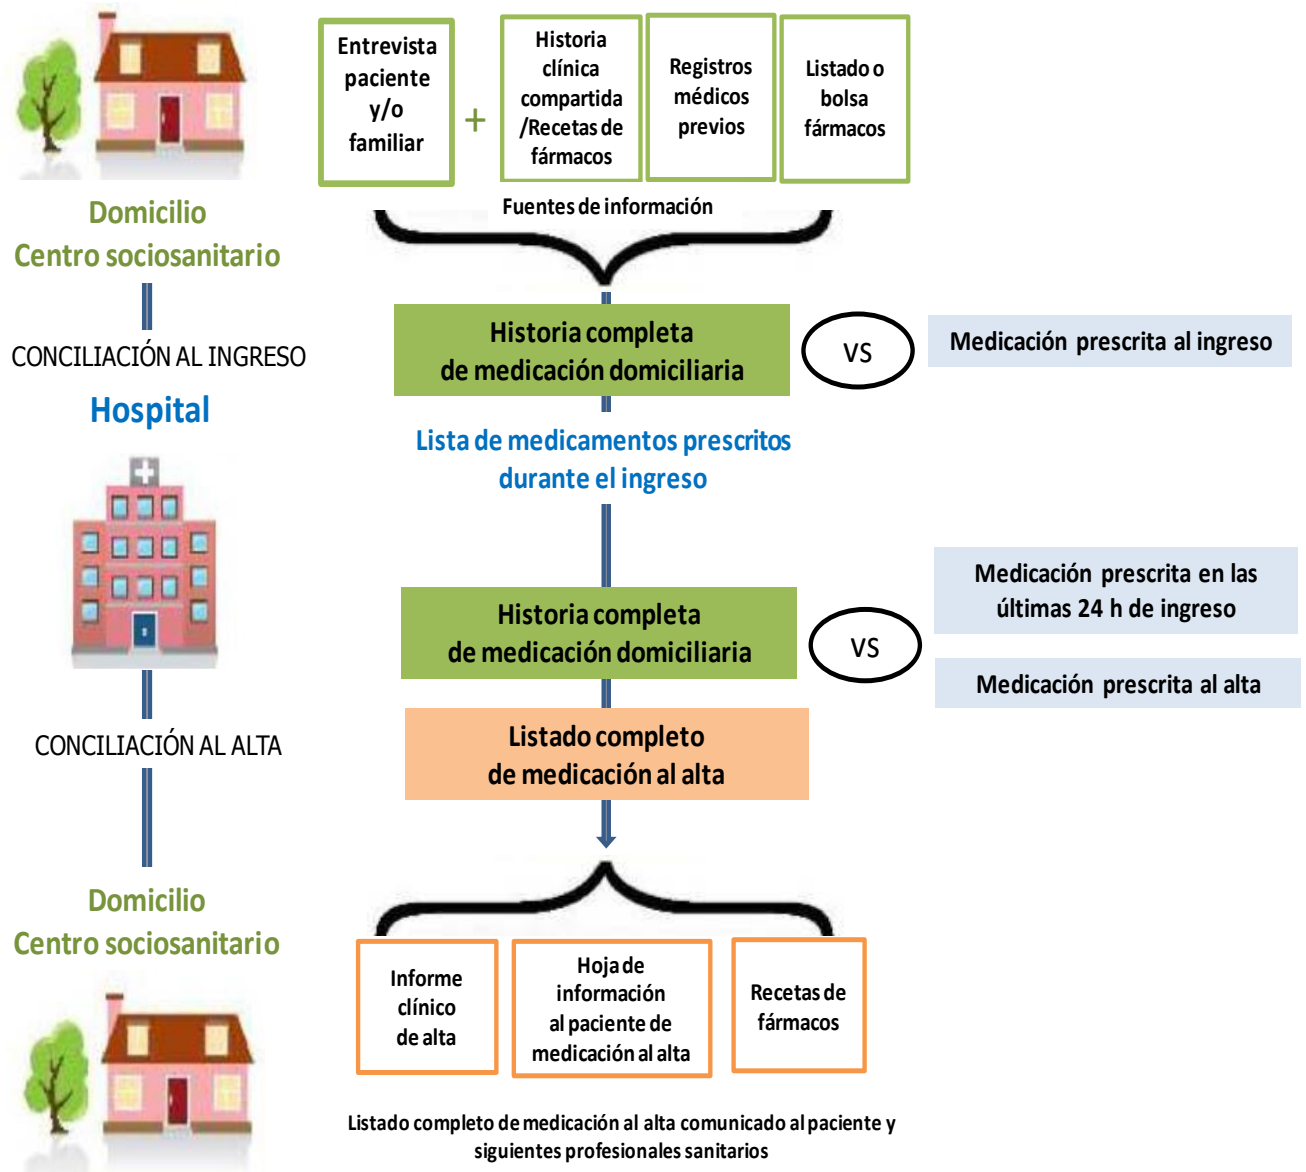 Entrevista
paciente
y/o
familiar
+
Historia
clínica
compartida
/Recetas de
fármacos
Registros
médicos
previos
Listado o
bolsa
fármacos
Fuentes de información
Domicilio
Centro sociosanitario
CONCILIACIÓN AL INGRESO
Historia completa
de medicación domiciliaria
VS
Medicación prescrita al ingreso
Hospital
Lista de medicamentos prescritos
durante el ingreso
Historia completa
de medicación domiciliaria
VS
Medicación prescrita en las
últimas 24 h de ingreso
Medicación prescrita al alta
CONCILIACIÓN AL ALTA
Listado completo
de medicación al alta
Domicilio
Centro sociosanitario
Informe
clínico
de alta
Hoja de
información
al paciente de
medicación al alta
Recetas de
fármacos
Listado completo de medicación al alta comunicado al paciente y
siguientes profesionales sanitarios